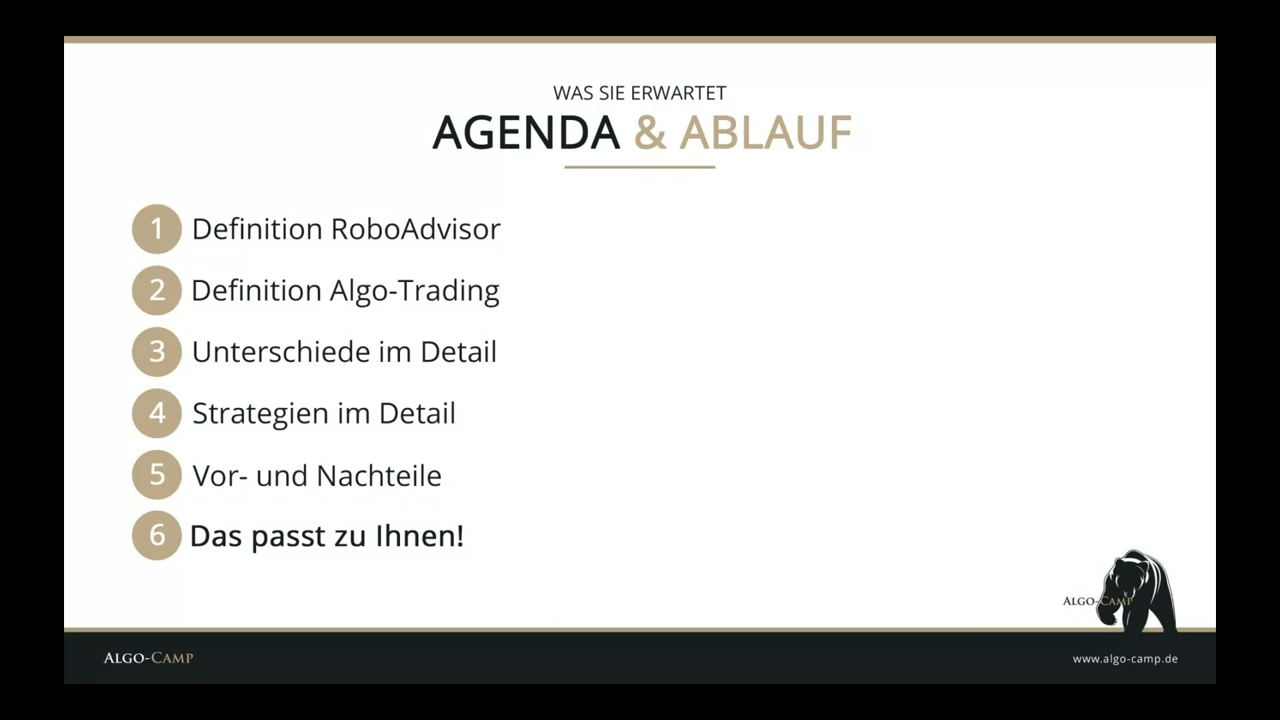 WAS SIE ERWARTET
AGENDA & ABLAUF
1 Definition RoboAdvisor
2 Definition Algo-Trading
3 Unterschiede im Detail
4 Strategien im Detail
5 Vor- und Nachteile
6 Das passt zu Ihnen!
ALGO-CAMP
ALGO-CAMP
www.algo-camp.de